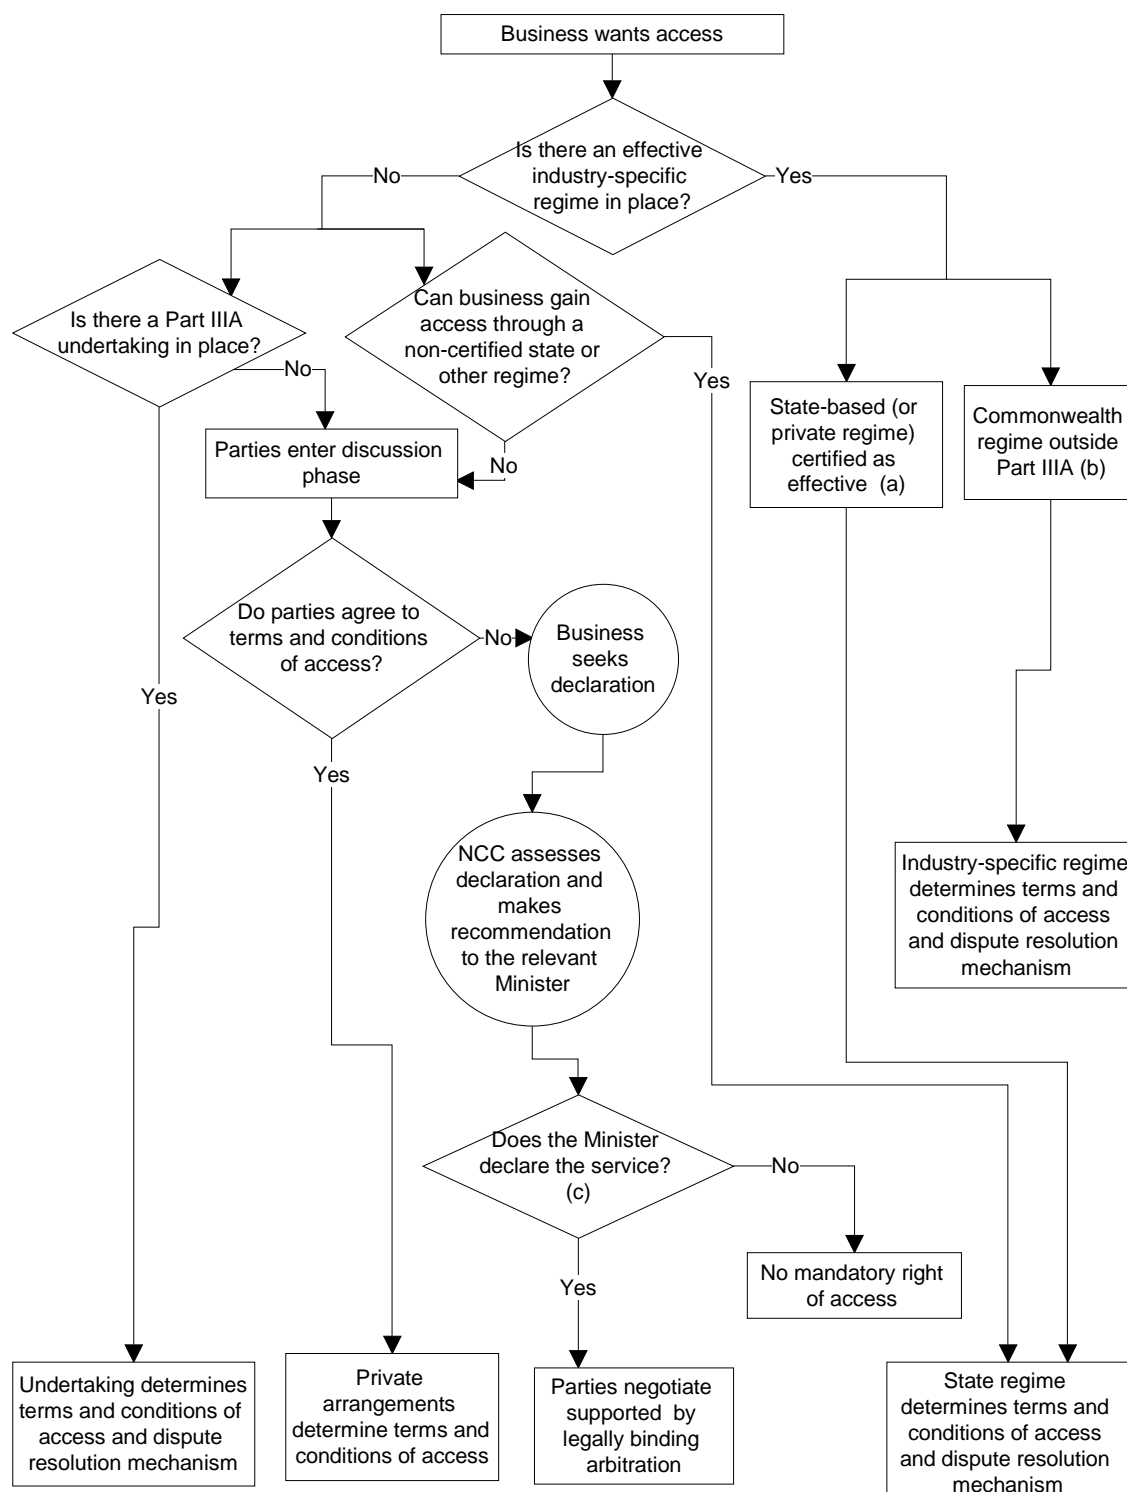 Business wants access
Is there an effective
industry-specific
regime in place?
No
Yes
Is there a Part IIIA
undertaking in place?
Can business gain
access through a
non-certified state or
other regime?
No
Yes
State-based (or
private regime)
certified as
effective (a)
Commonwealth
regime outside
Part IIIA (b)
Parties enter discussion
phase
No
Do parties agree to
terms and conditions
of access?
No
Business
seeks
declaration
Yes
Yes
NCC assesses
declaration and
makes
recommendation
to the relevant
Minister
Industry-specific regime
determines terms and
conditions of access
and dispute resolution
mechanism
Does the Minister
declare the service?
(c)
No
Yes
No mandatory right
of access
Undertaking determines
terms and conditions of
access and dispute
resolution mechanism
Private
arrangements
determine terms and
conditions of access
Parties negotiate
supported by
legally binding
arbitration
State regime
determines terms and
conditions of access
and dispute resolution
mechanism